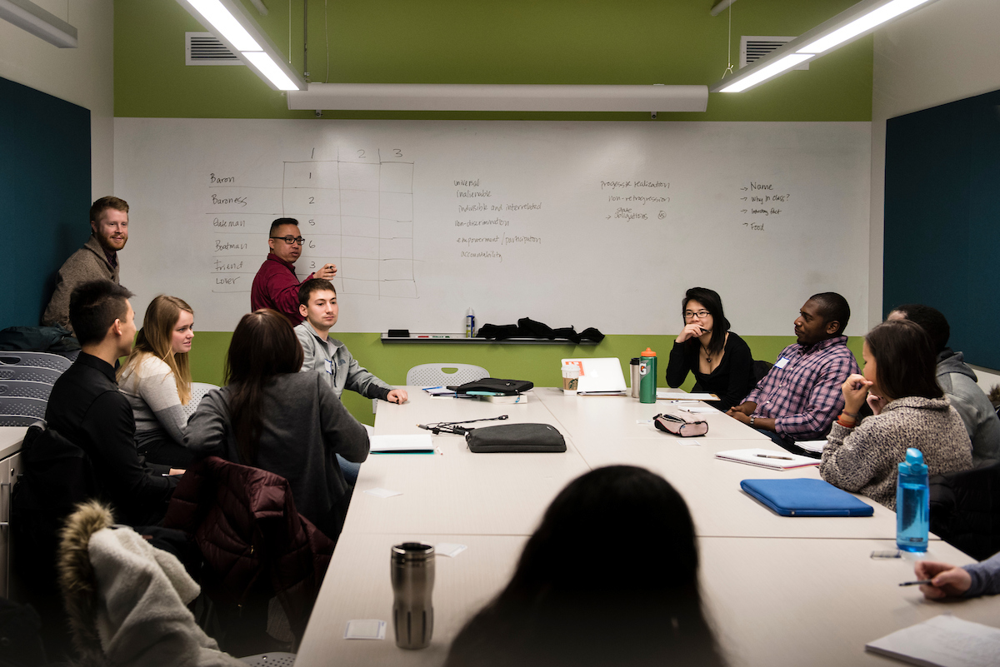 1 2 3
Baron 1
Baroness 2
Gateman 5
Boatman 6
Friend 3
Lover
universal
inalienable
indivisible and interrelated
non-discrimination
empowerment/participation
accountability
progressive realization
non-retrogression
→ state obligations
→ Name
→ Why in class?
→ Interesting fact
→ Food
G